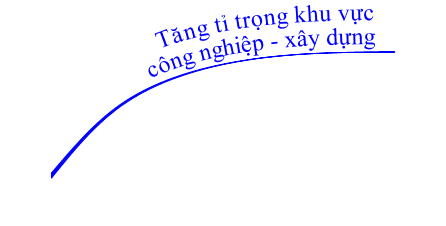 Tăng tỉ trọng khu vực
công nghiệp - xây dựng